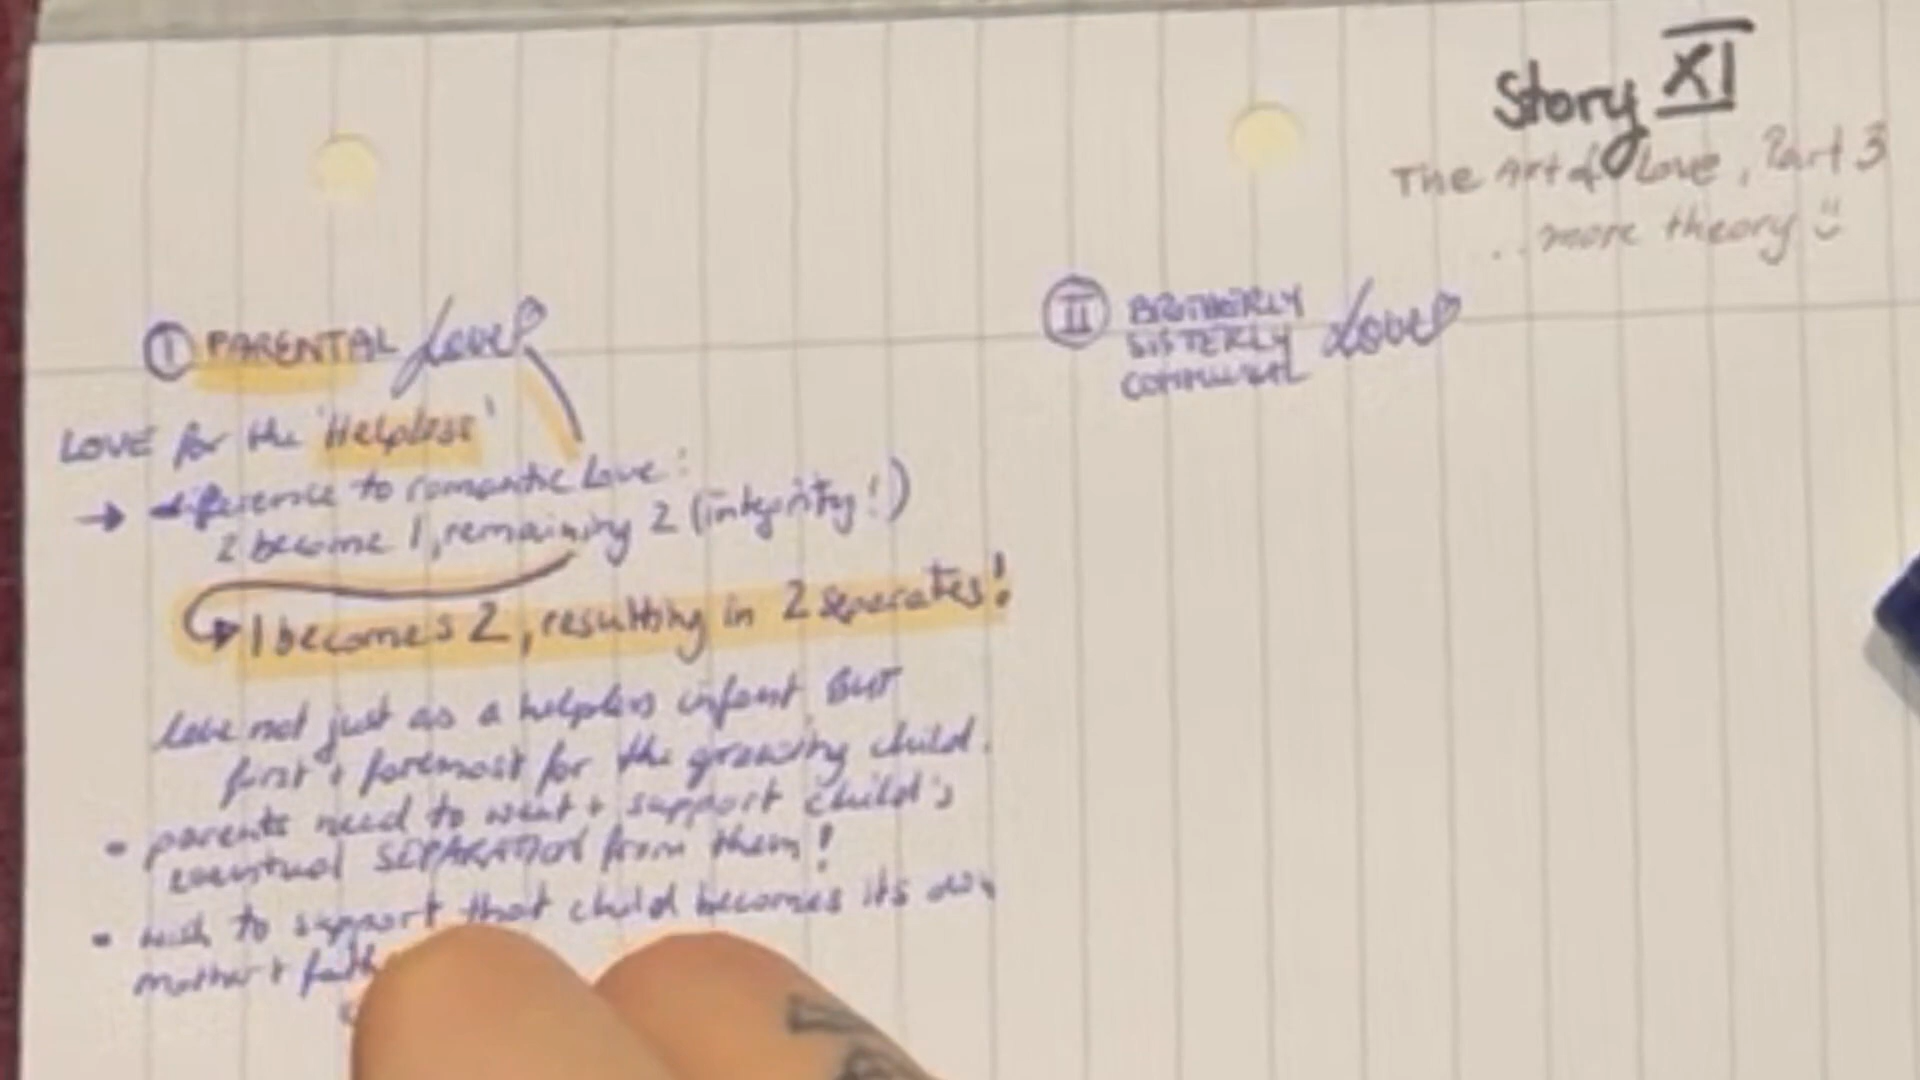 Story XI
The Art of Love, Part 3
...more theory
I PARENTAL Love
LOVE for the 'Helpless'
→ difference to romantic Love:
2 become 1, remaining 2 (integrity!)
1 becomes 2, resulting in 2 separates!
love not just as a helpless infant BUT
first + foremost for the growing child.
• parents need to want + support child's
eventual SEPARATION from them!
• wish to support that child becomes its
mother +
II BROTHERLY
SISTERLY Love
COMMUNAL